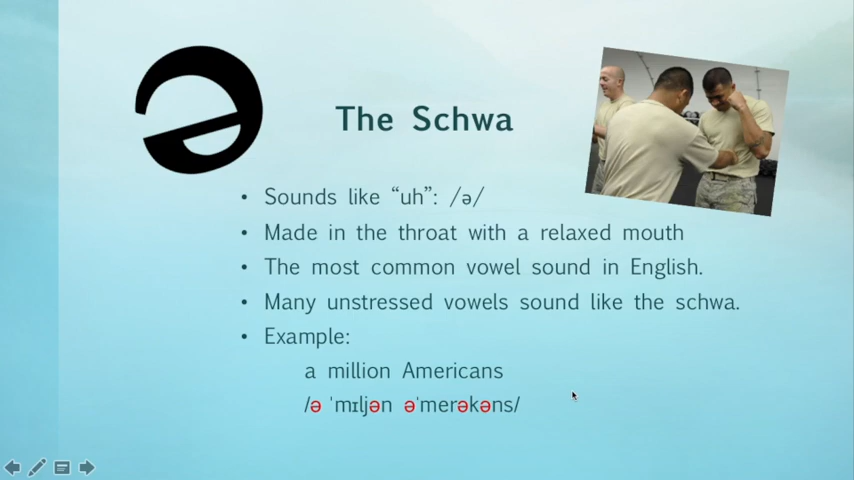 ə
The Schwa
• Sounds like “uh”: /ə/
• Made in the throat with a relaxed mouth
• The most common vowel sound in English.
• Many unstressed vowels sound like the schwa.
• Example:
a million Americans
/ə ˈmɪljən əˈmerəkəns/